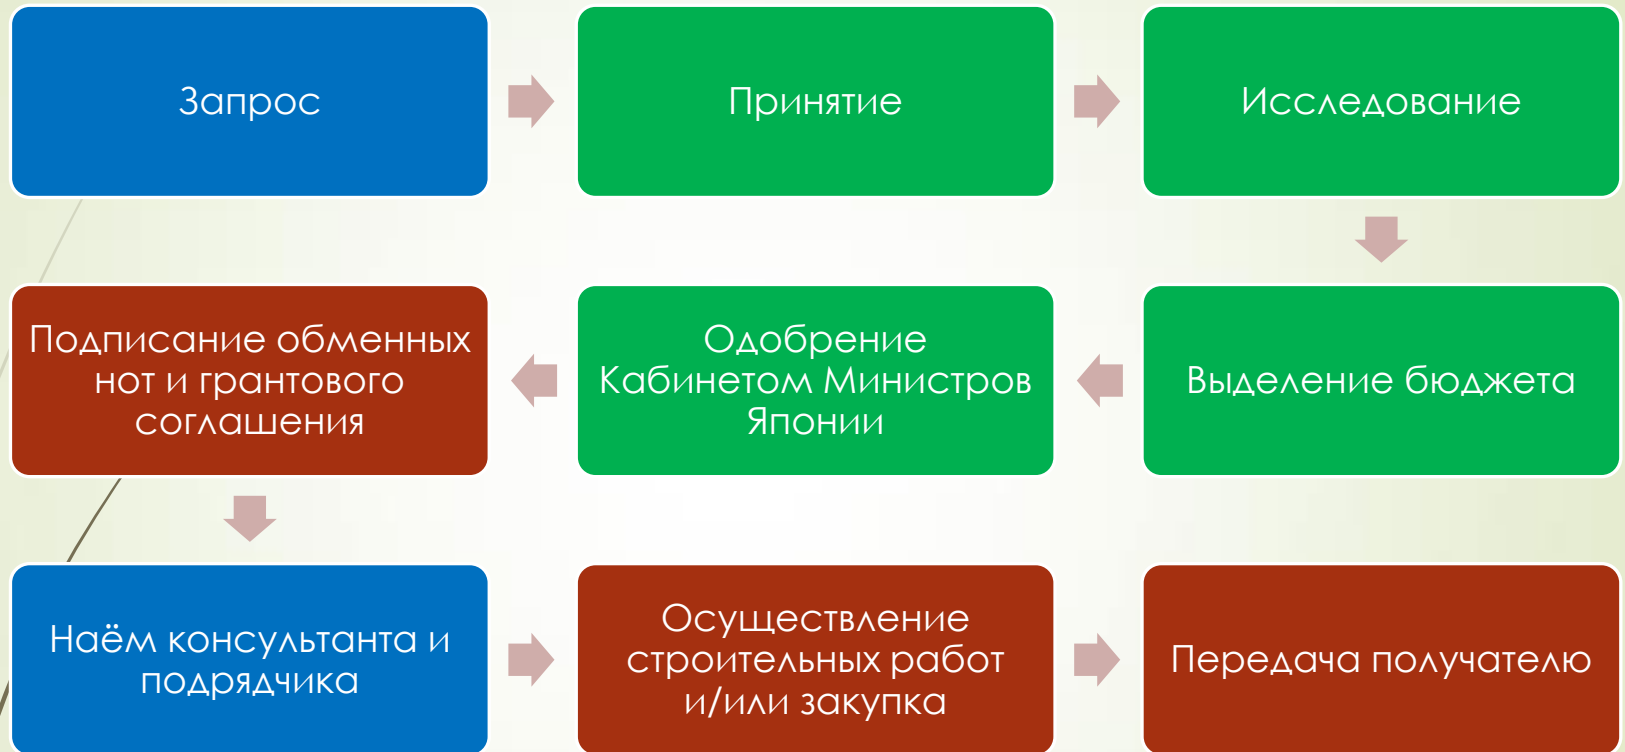 Запрос
Принятие
Исследование
Подписание обменных
нот и грантового
соглашения
Одобрение
Кабинетом Министров
Японии
Выделение бюджета
Наём консультанта и
подрядчика
Осуществление
строительных работ
и/или закупка
Передача получателю